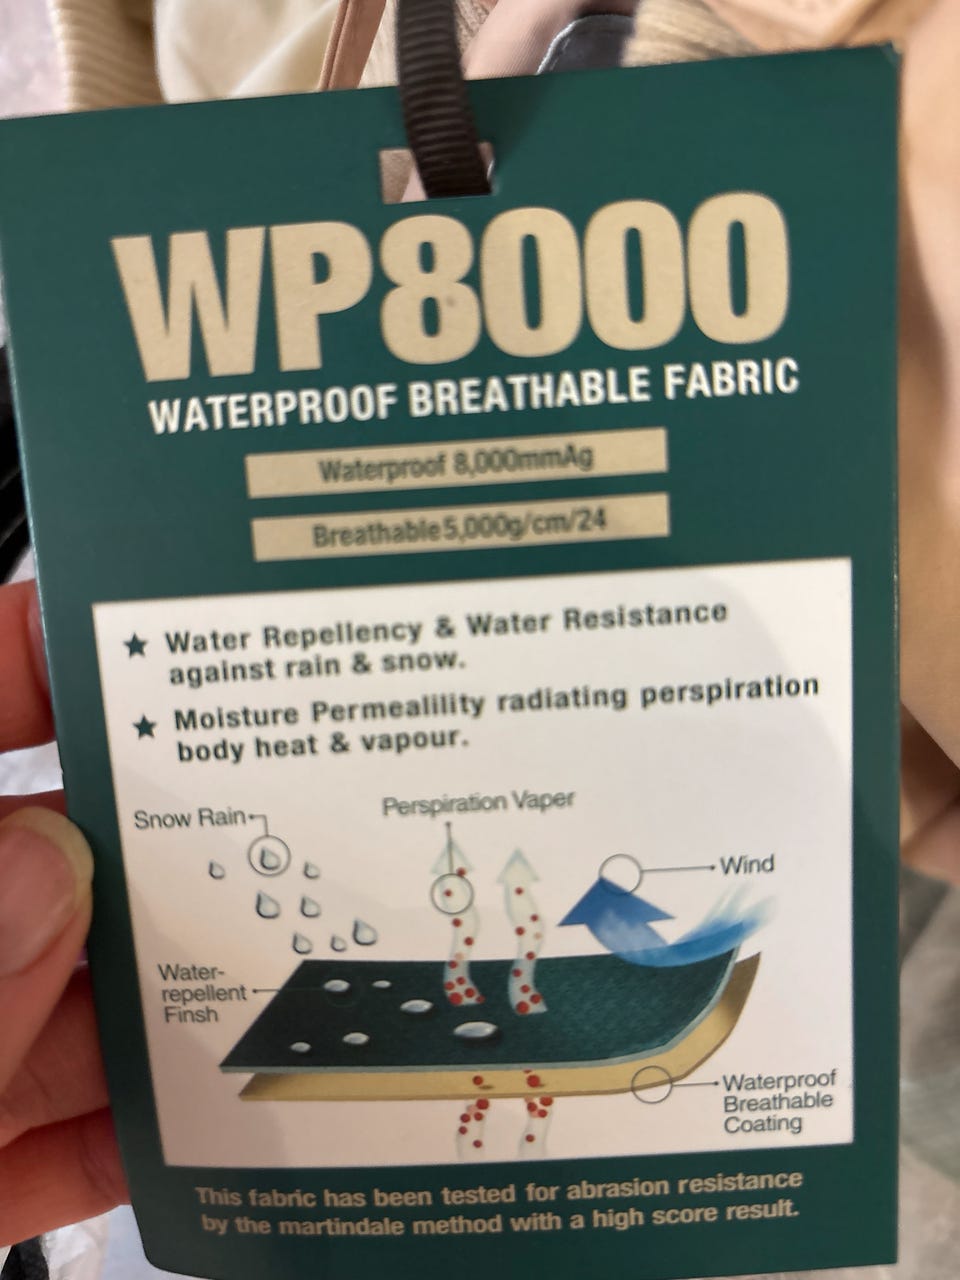 WP8000
WATERPROOF BREATHABLE FABRIC
Waterproof 8,000mmAg
Breathable5,000g/cm/24
★ Water Repellency & Water Resistance
against rain & snow.
★ Moisture Permealility radiating perspiration
body heat & vapour.
Snow Rain
Perspiration Vaper
Wind
Water-
repellent
Finsh
Waterproof
Breathable
Coating
This fabric has been tested for abrasion resistance
by the martindale method with a high score result.